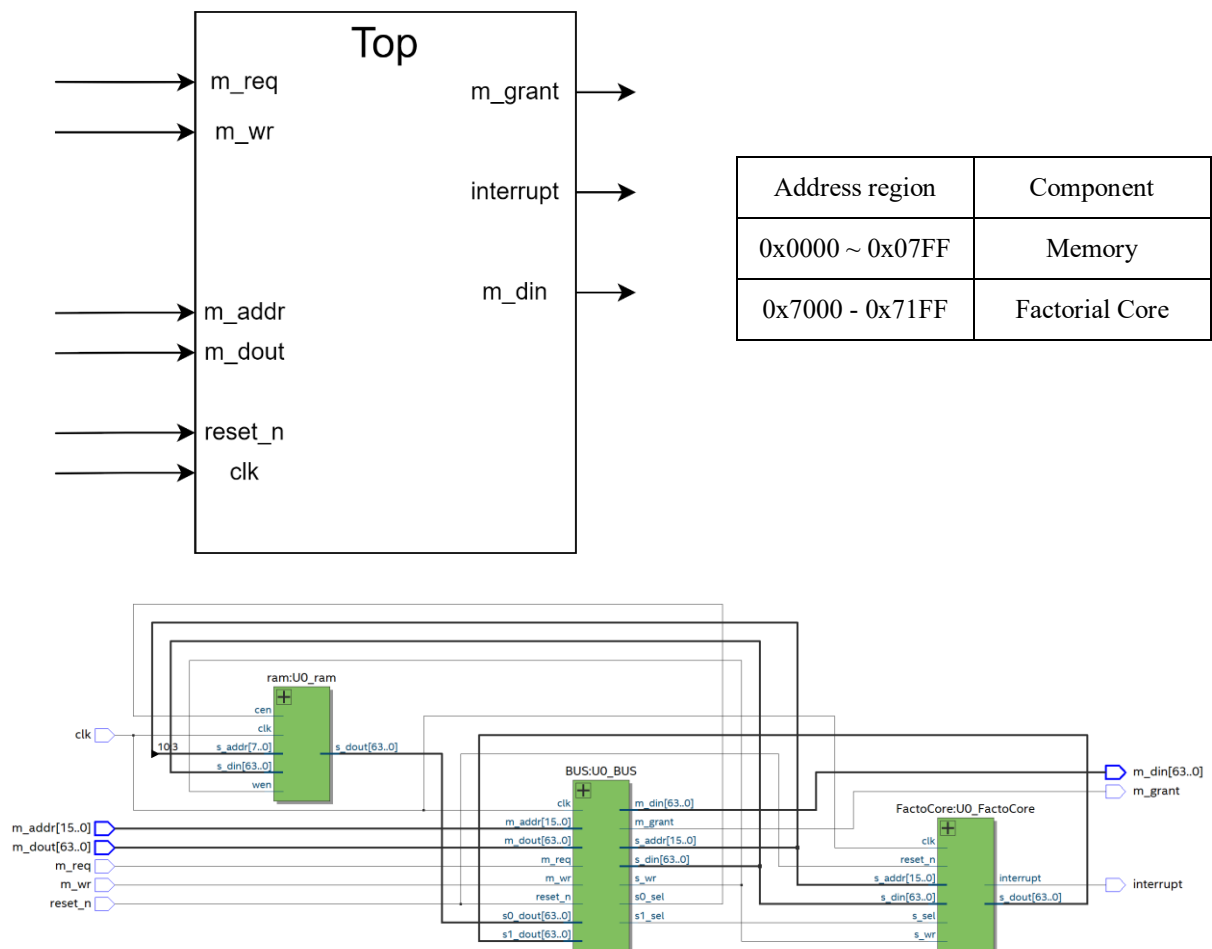 Top
m_req
m_wr
m_addr
m_dout
reset_n
clk
m_grant
interrupt
m_din
Address region Component
0x0000 ~ 0x07FF Memory
0x7000 - 0x71FF Factorial Core
ram:U0_ram
cen
clk
s_addr[7..0]
s_din[63..0]
wen
s_dout[63..0]
10:3
clk
m_addr[15..0]
m_dout[63..0]
m_req
m_wr
reset_n
BUS:U0_BUS
clk
m_addr[15..0]
m_dout[63..0]
m_req
m_wr
reset_n
s0_dout[63..0]
s1_dout[63..0]
m_din[63..0]
m_grant
s_addr[15..0]
s_din[63..0]
s_wr
s0_sel
s1_sel
FactoCore:U0_FactoCore
clk
reset_n
s_addr[15..0]
s_din[63..0]
s_sel
s_wr
interrupt
s_dout[63..0]
m_din[63..0]
m_grant
interrupt